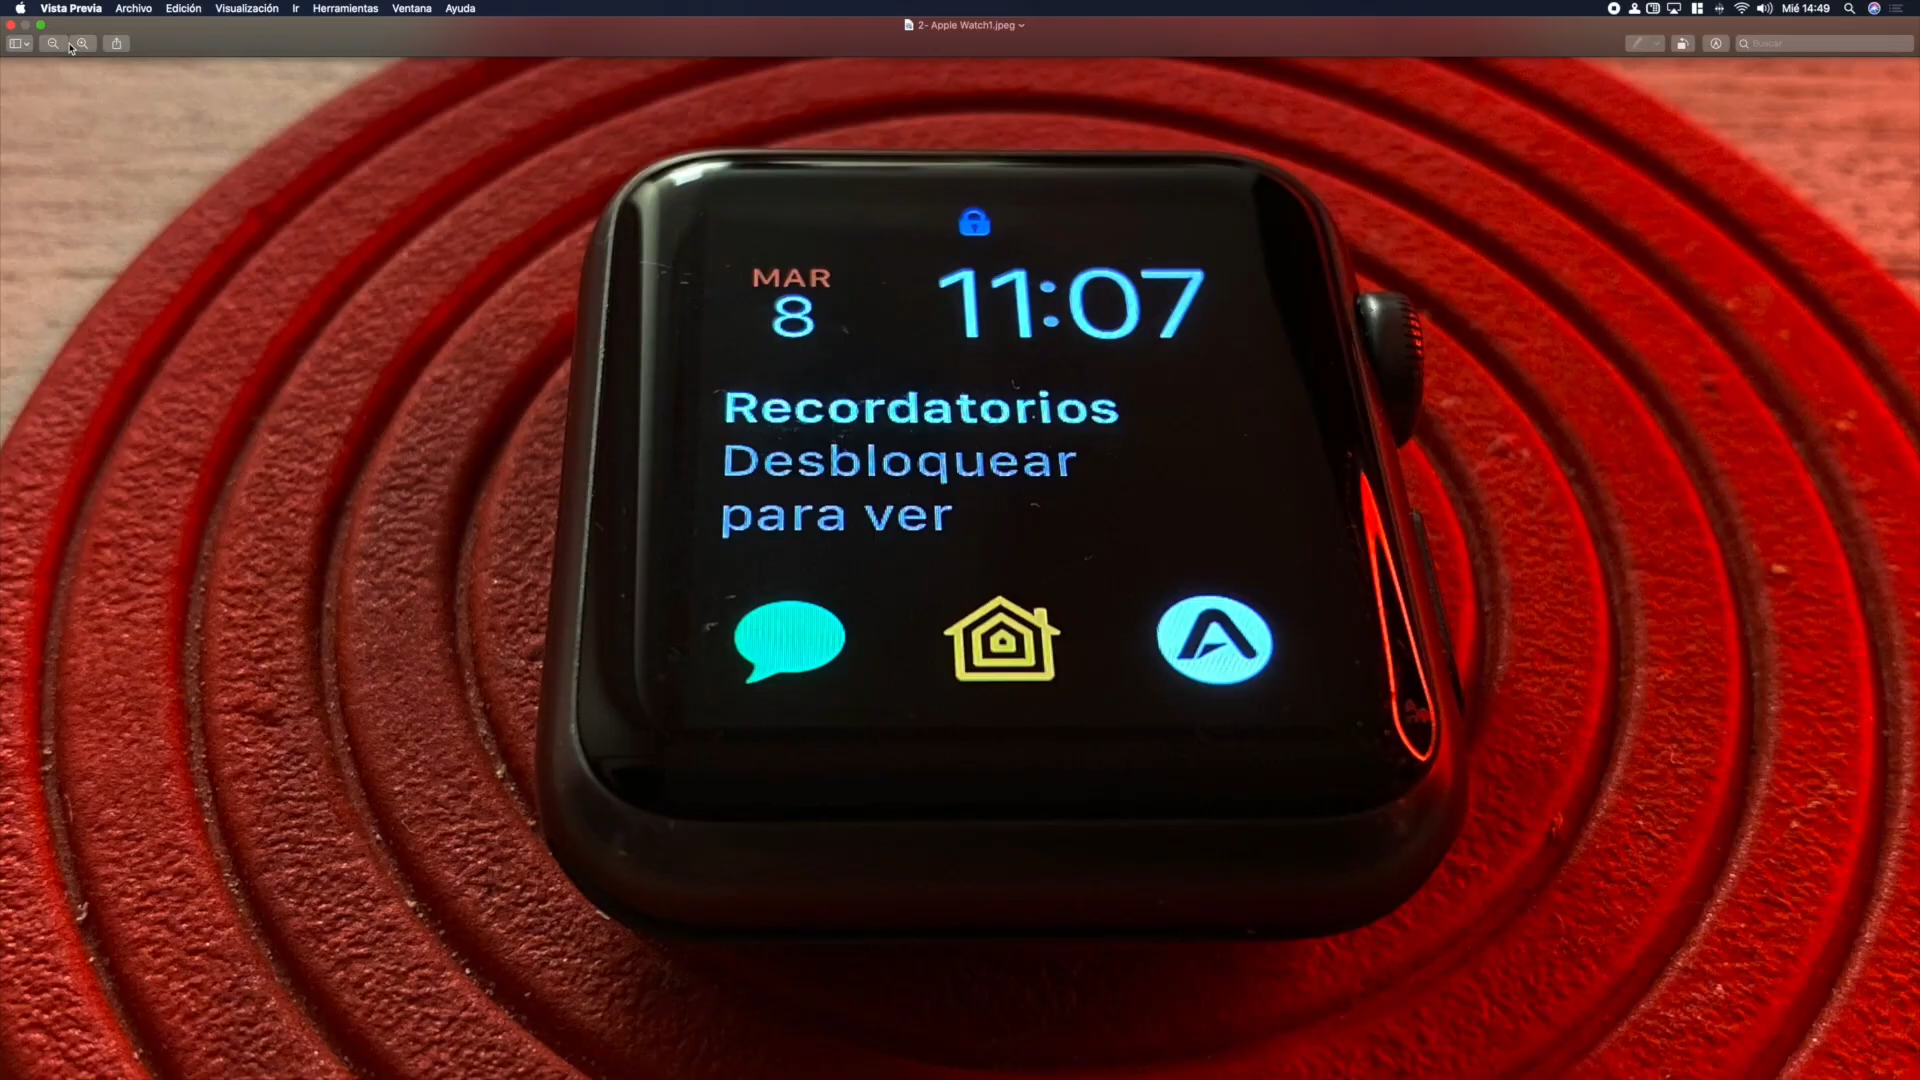 Vista Previa Archivo Edición Visualización Ir Herramientas Ventana Ayuda
Mié 14:49
2- Apple Watch1.jpeg
Buscar
MAR
8
11:07
Recordatorios
Desbloquear
para ver